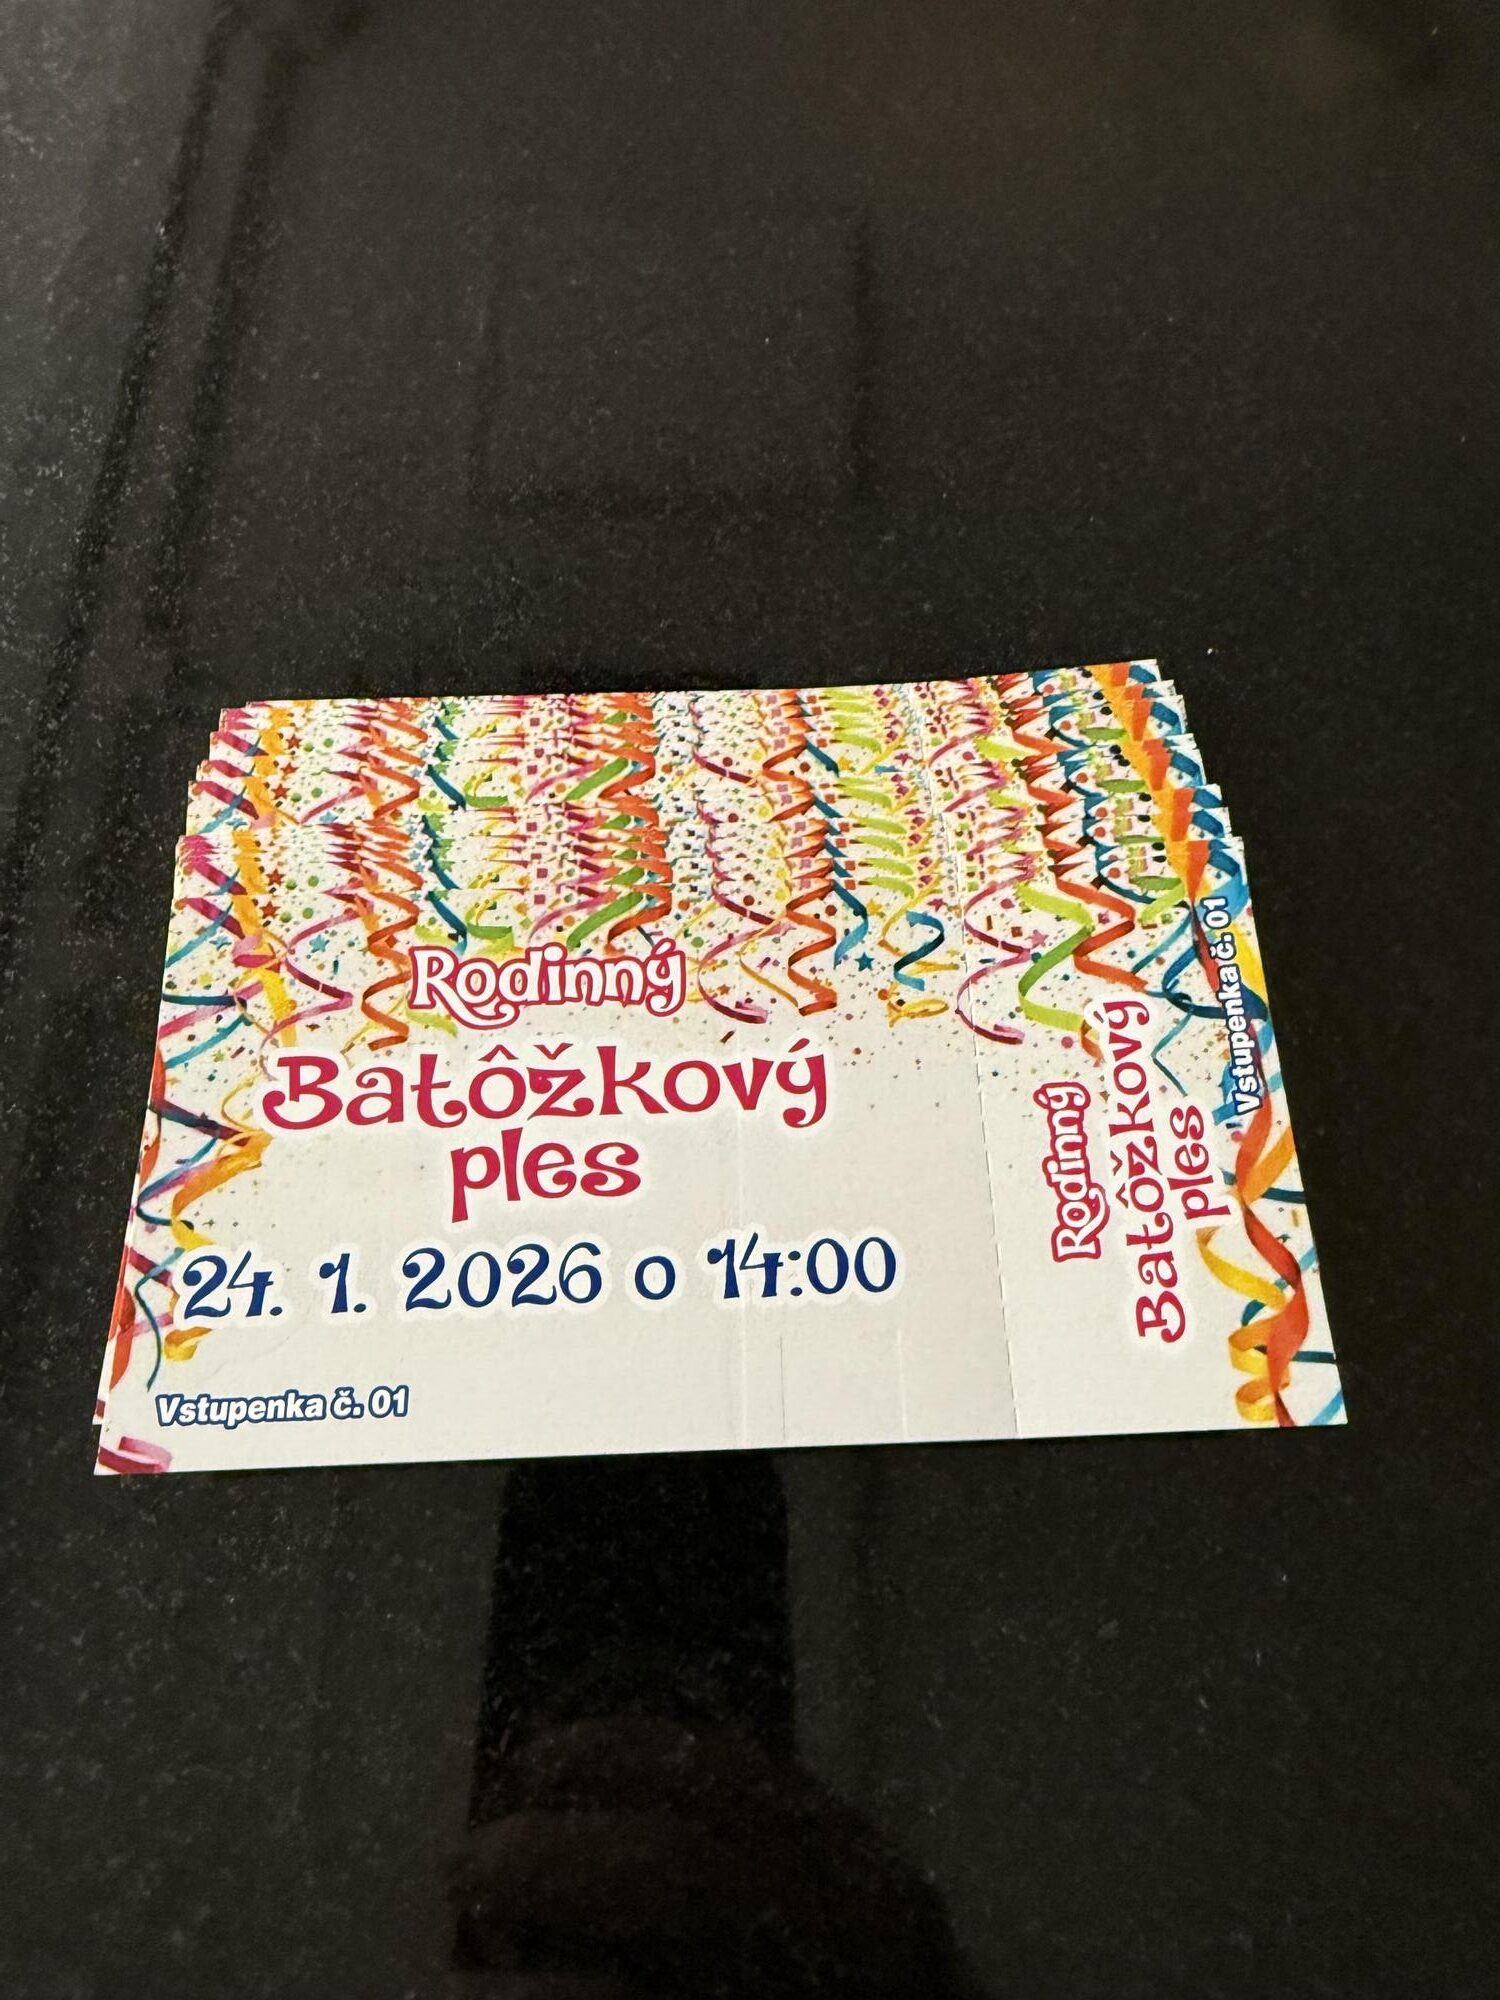 Rodinný
Batôžkový
ples
24. 1. 2026 o 14:00
Vstupenka č. 01
Rodinný
Batôžkový
ples
Vstupenka č. 01